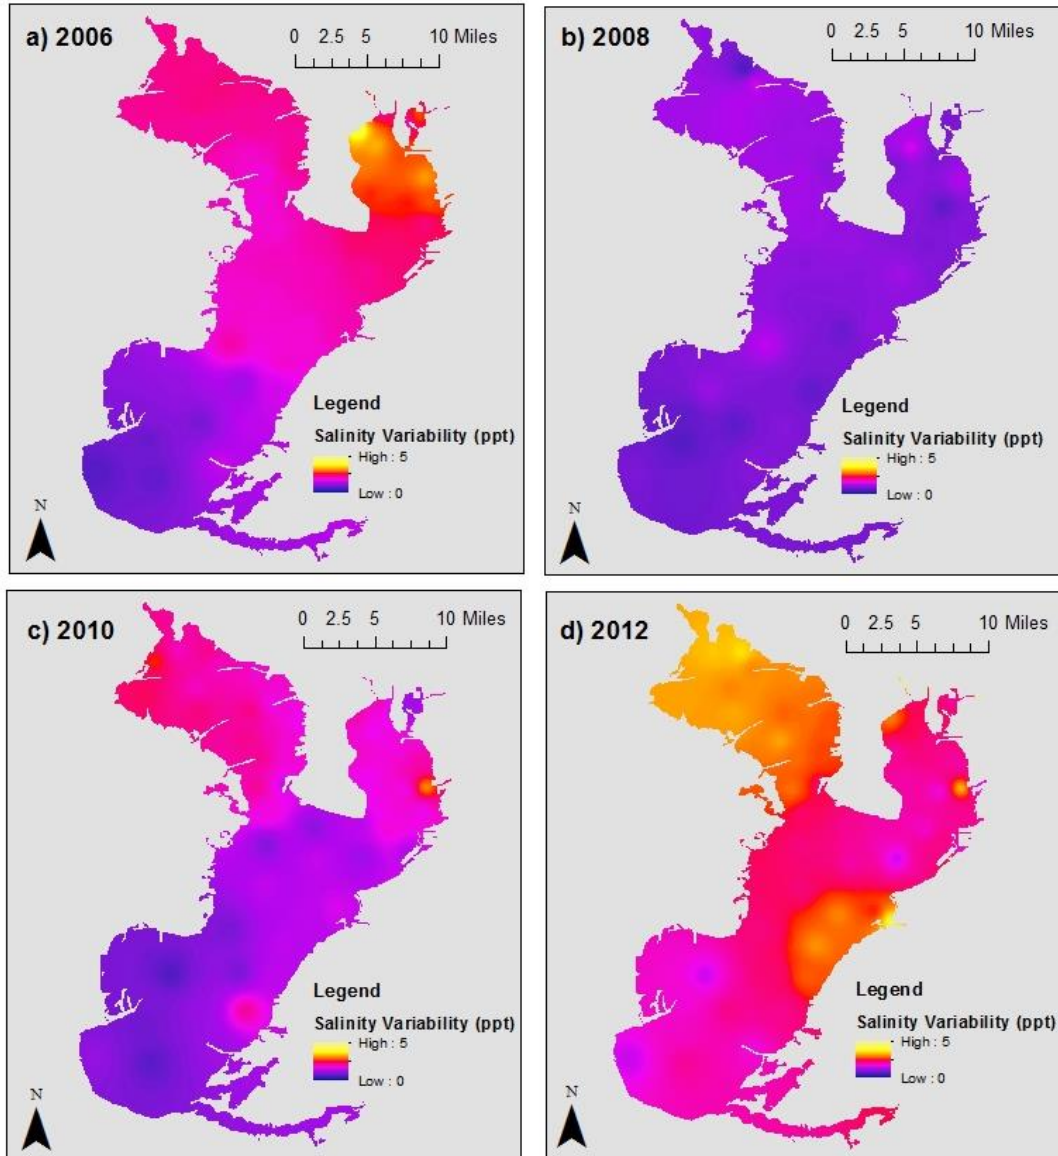 a) 2006
0 2.5 5 10 Miles
Legend
Salinity Variability (ppt)
High : 5
Low : 0
N
b) 2008
0 2.5 5 10 Miles
Legend
Salinity Variability (ppt)
High : 5
Low : 0
N
c) 2010
0 2.5 5 10 Miles
Legend
Salinity Variability (ppt)
High : 5
Low : 0
N
d) 2012
0 2.5 5 10 Miles
Legend
Salinity Variability (ppt)
High : 5
Low : 0
N